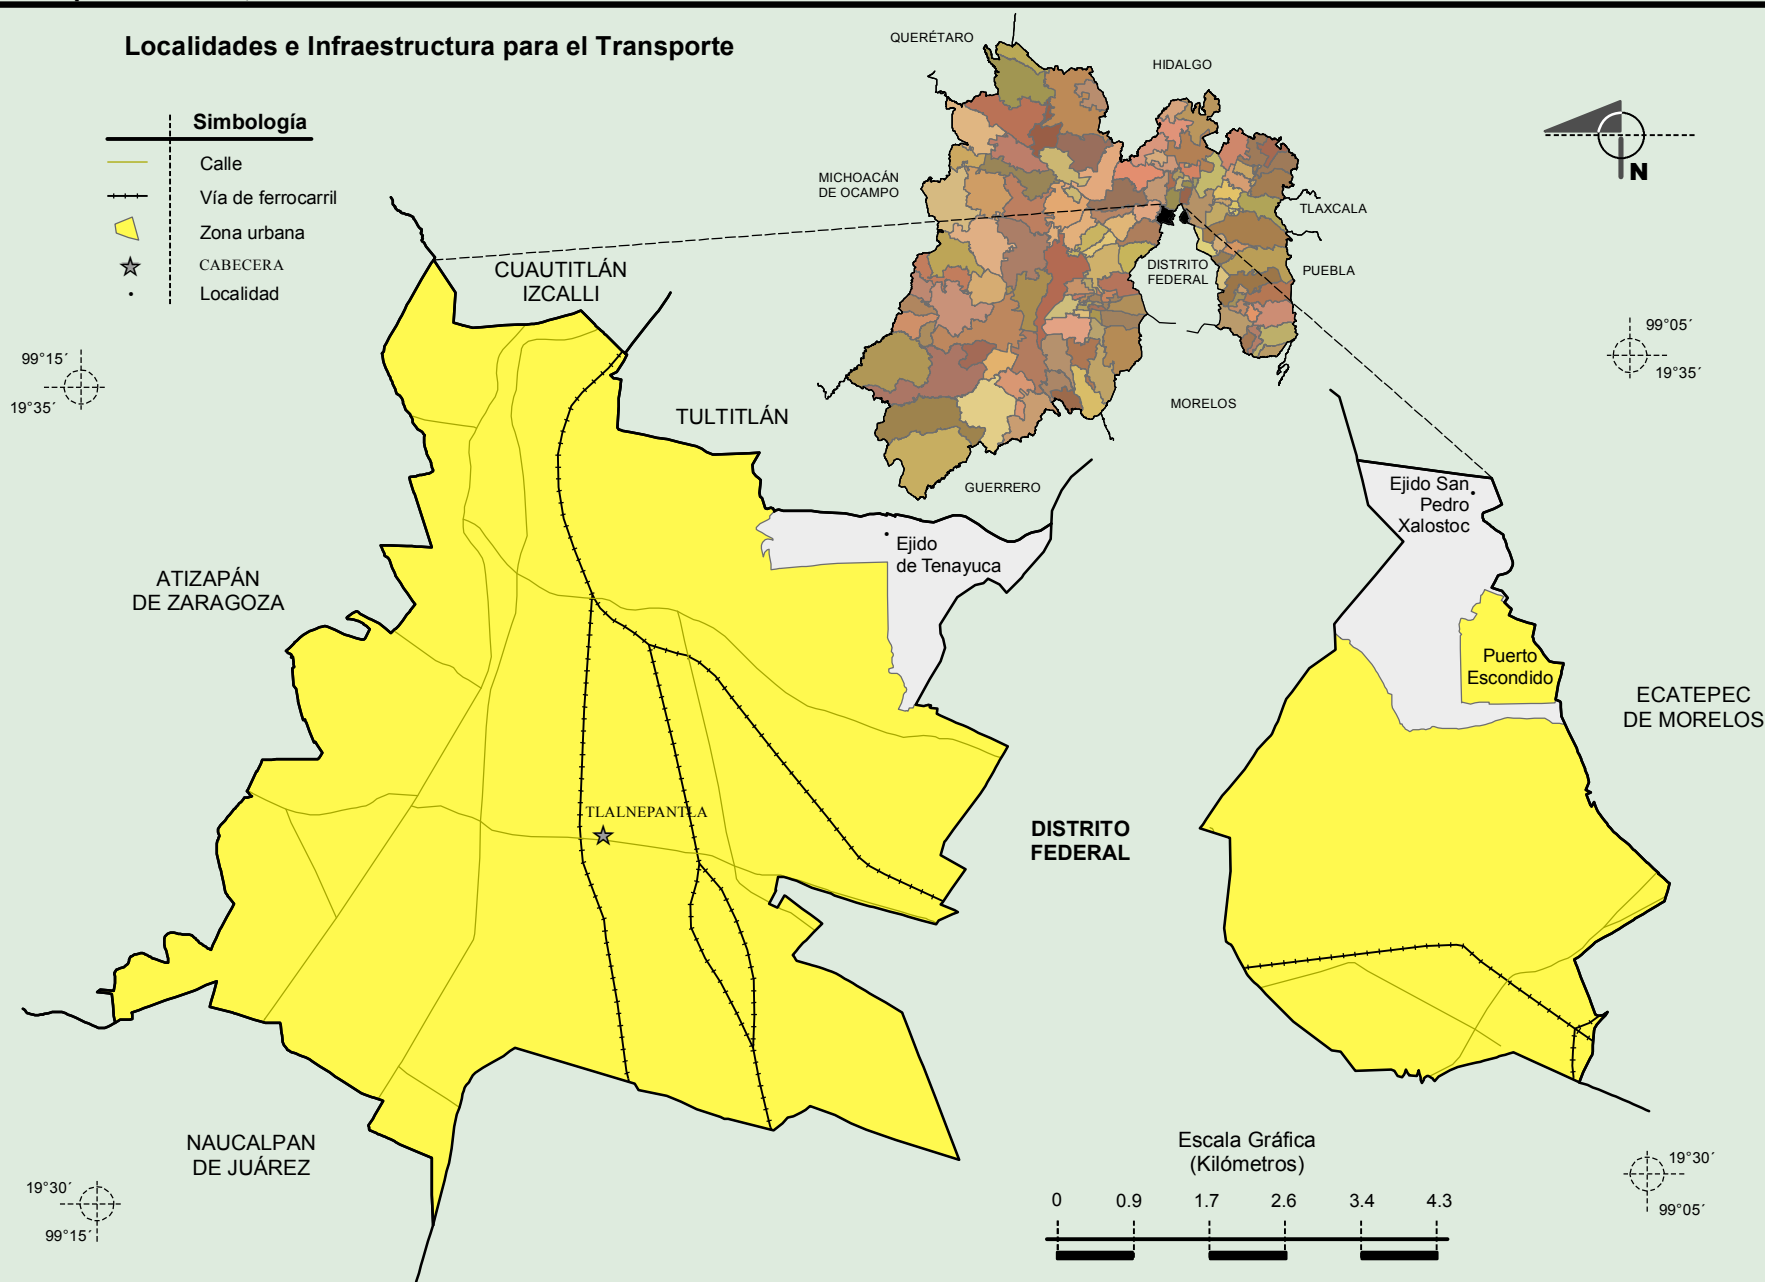 Localidades e Infraestructura para el Transporte
Simbología
Calle
Vía de ferrocarril
Zona urbana
CABECERA
Localidad
QUERÉTARO
HIDALGO
MICHOACÁN
DE OCAMPO
TLAXCALA
DISTRITO
FEDERAL
PUEBLA
MORELOS
GUERRERO
N
99°15´
19°35´
99°05´
19°35´
CUAUTITLÁN
IZCALLI
TULTITLÁN
Ejido
de Tenayuca
ATIZAPÁN
DE ZARAGOZA
TLALNEPANTLA
DISTRITO
FEDERAL
Ejido San
Pedro
Xalostoc
Puerto
Escondido
ECATEPEC
DE MORELOS
NAUCALPAN
DE JUÁREZ
19°30´
99°15´
Escala Gráfica
(Kilómetros)
0 0.9 1.7 2.6 3.4 4.3
19°30´
99°05´